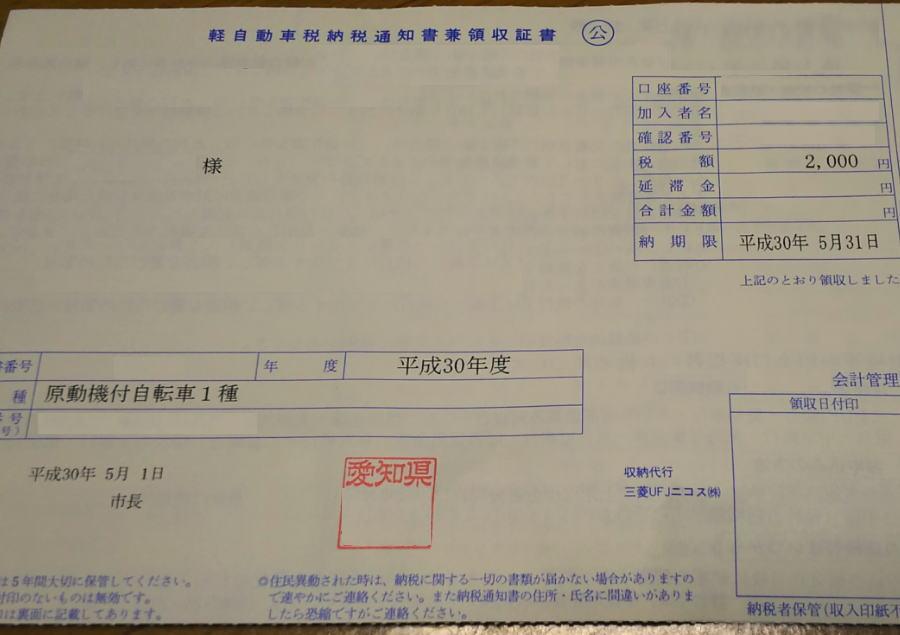 軽自動車税納税通知書兼領収証書 公
様
口座番号
加入者名
確認番号
税額 2,000 円
延滞金 円
合計金額 円
納期限 平成30年 5月31日
上記のとおり領収しました
番号 年度 平成30年度
種 原動機付自転車1種
号
号)
平成30年 5月 1日
市長
愛知県
収納代行
三菱UFJニコス㈱
会計管理
領収日付印
は5年間大切に保管してください。
付印のないものは無効です。
は裏面に記載してあります。
◎住民異動された時は、納税に関する一切の書類が届かない場合がありますの
で速やかにご連絡ください。また納税通知書の住所・氏名に間違いがありま
したら恐縮ですがご連絡ください。
納税者保管(収入印紙不